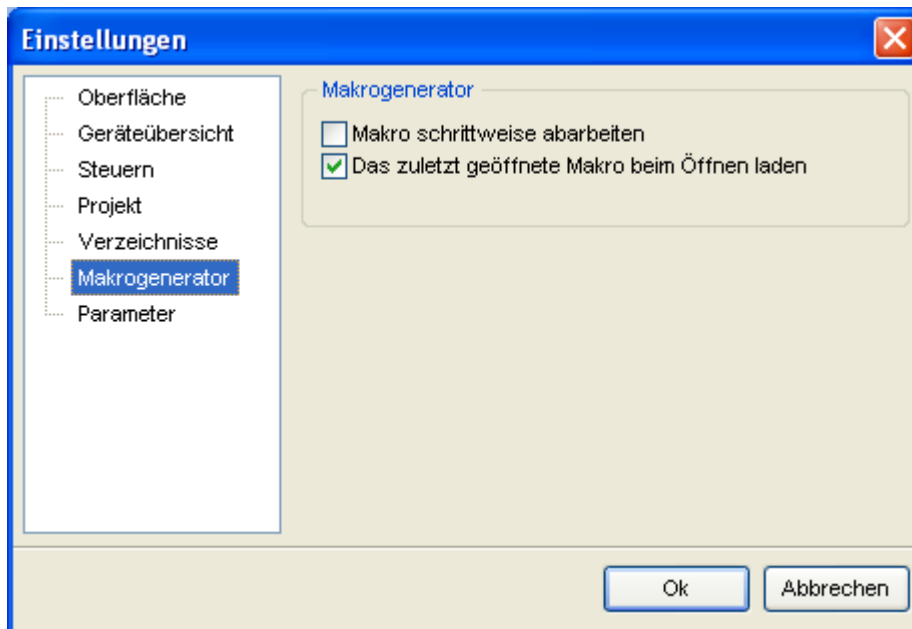 Einstellungen
Oberfläche
Geräteübersicht
Steuern
Projekt
Verzeichnisse
Makrogenerator
Parameter
Makrogenerator
Makro schrittweise abarbeiten
Das zuletzt geöffnete Makro beim Öffnen laden
Ok
Abbrechen